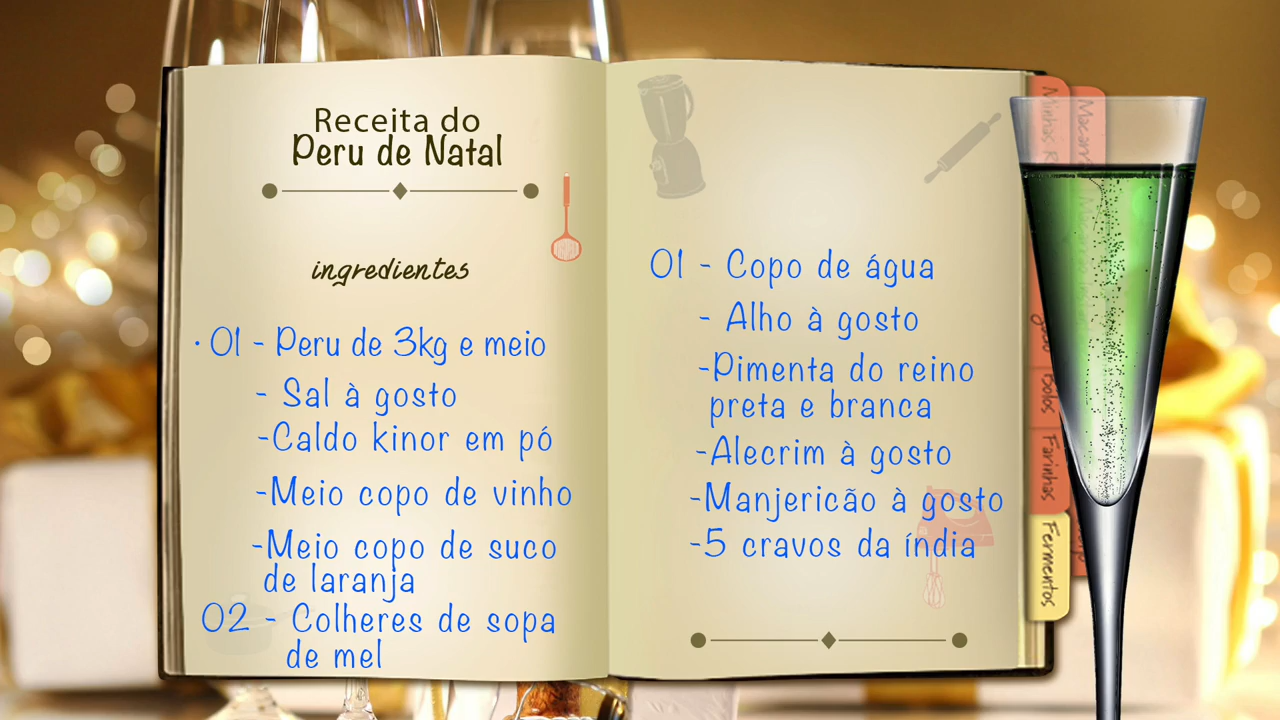 Receita do
Peru de Natal
ingredientes
· 01 - Peru de 3kg e meio
- Sal à gosto
-Caldo kinor em pó
-Meio copo de vinho
-Meio copo de suco
de laranja
02 - Colheres de sopa
de mel
01 - Copo de água
- Alho à gosto
-Pimenta do reino
preta e branca
-Alecrim à gosto
-Manjericão à gosto
-5 cravos da índia
Minhas
Bolos
Farinhas
Fermentos